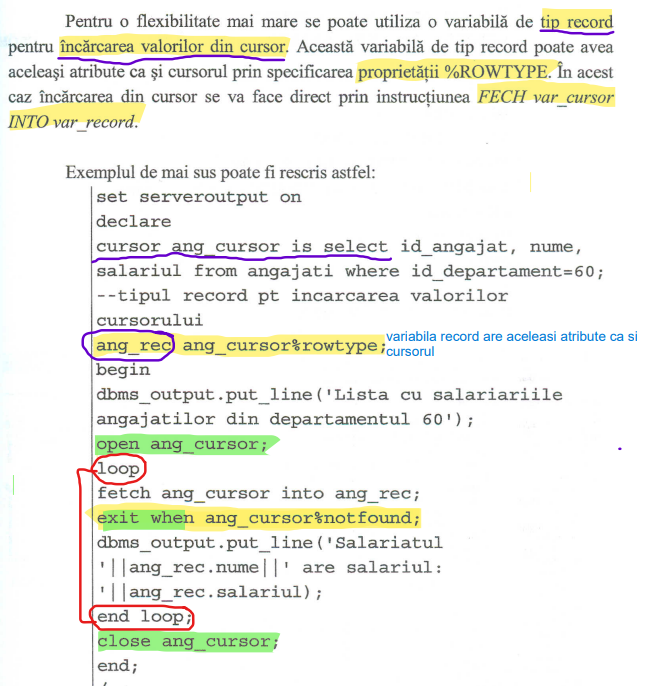 Pentru o flexibilitate mai mare se poate utiliza o variabilă de tip record
pentru încărcarea valorilor din cursor. Această variabilă de tip record poate avea
aceleași atribute ca și cursorul prin specificarea proprietății %ROWTYPE. În acest
caz încărcarea din cursor se va face direct prin instrucțiunea FECH var_cursor
INTO var_record.
Exemplul de mai sus poate fi rescris astfel:
set serveroutput on
declare
cursor ang_cursor is select id_angajat, nume,
salariul from angajati where id_departament=60;
--tipul record pt incarcarea valorilor
cursorului
ang_rec ang_cursor%rowtype; variabila record are aceleasi atribute ca si
cursorul
begin
dbms_output.put_line('Lista cu salariariile
angajatilor din departamentul 60');
open ang_cursor;
loop
fetch ang_cursor into ang_rec;
exit when ang_cursor%notfound;
dbms_output.put_line('Salariatul
'||ang_rec.nume||' are salariul:
'||ang_rec.salariul);
end loop;
close ang_cursor;
end;
/